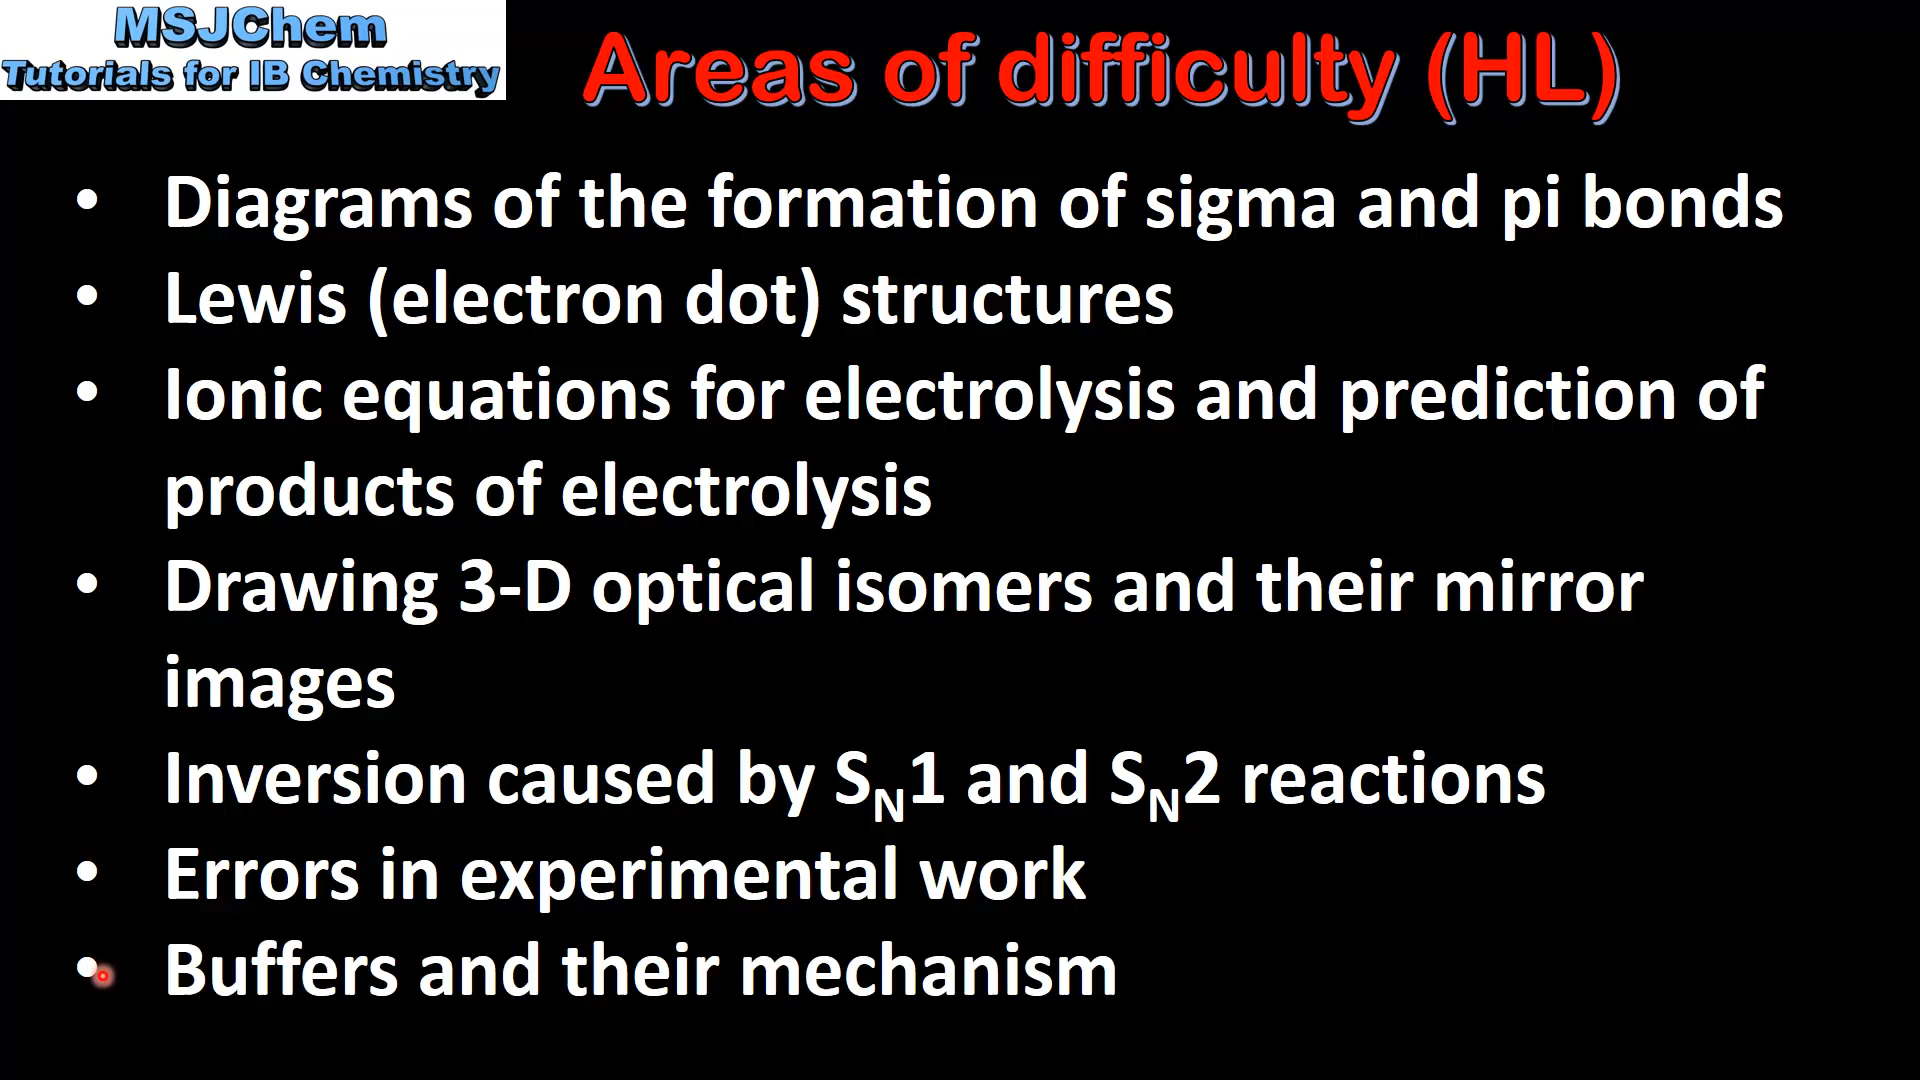 MSJChem
Tutorials for IB Chemistry
Areas of difficulty (HL)
• Diagrams of the formation of sigma and pi bonds
• Lewis (electron dot) structures
• Ionic equations for electrolysis and prediction of
products of electrolysis
• Drawing 3-D optical isomers and their mirror
images
• Inversion caused by SN1 and SN2 reactions
• Errors in experimental work
• Buffers and their mechanism